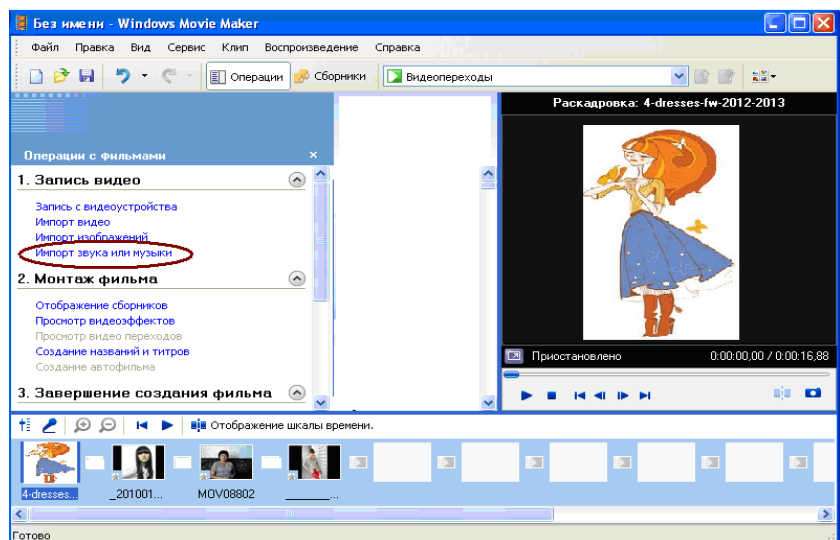 Без имени - Windows Movie Maker
Файл Правка Вид Сервис Клип Воспроизведение Справка
Операции Сборники Видеопереходы
Операции с фильмами
1. Запись видео
Запись с видеоустройства
Импорт видео
Импорт изображений
Импорт звука или музыки
2. Монтаж фильма
Отображение сборников
Просмотр видеоэффектов
Просмотр видео переходов
Создание названий и титров
Создание автофильма
3. Завершение создания фильма
Раскадровка: 4-dresses-fw-2012-2013
Приостановлено 0:00:00,00 / 0:00:16,88
Отображение шкалы времени.
4-dresses... _201001... MOV08802 _______...
Готово